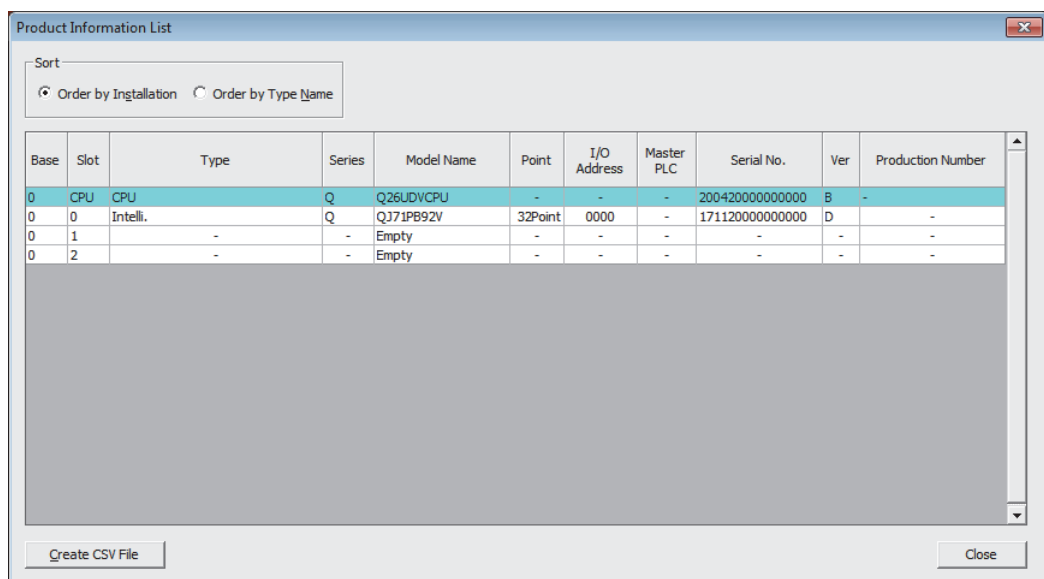 Product Information List
Sort
Order by Installation Order by Type Name
Base Slot Type Series Model Name Point I/O Address Master PLC Serial No. Ver Production Number
0 CPU CPU Q Q26UDVCPU - - - 200420000000000 B -
0 0 Intelli. Q QJ71PB92V 32Point 0000 - 171120000000000 D -
0 1 - - Empty - - - - - -
0 2 - - Empty - - - - - -
Create CSV File Close